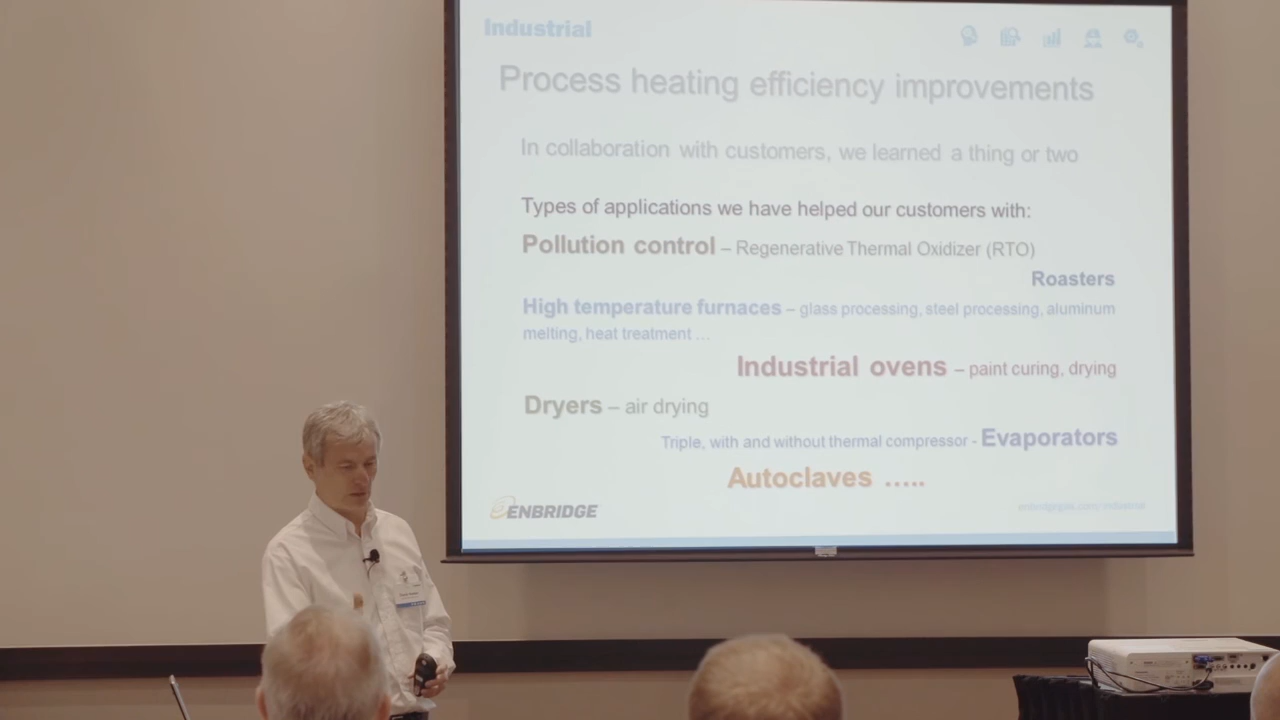 Industrial
Process heating efficiency improvements
In collaboration with customers, we learned a thing or two
Types of applications we have helped our customers with:
Pollution control – Regenerative Thermal Oxidizer (RTO)
Roasters
High temperature furnaces – glass processing, steel processing, aluminum
melting, heat treatment …
Industrial ovens – paint curing, drying
Dryers – air drying
Triple, with and without thermal compressor - Evaporators
Autoclaves …..
ENBRIDGE